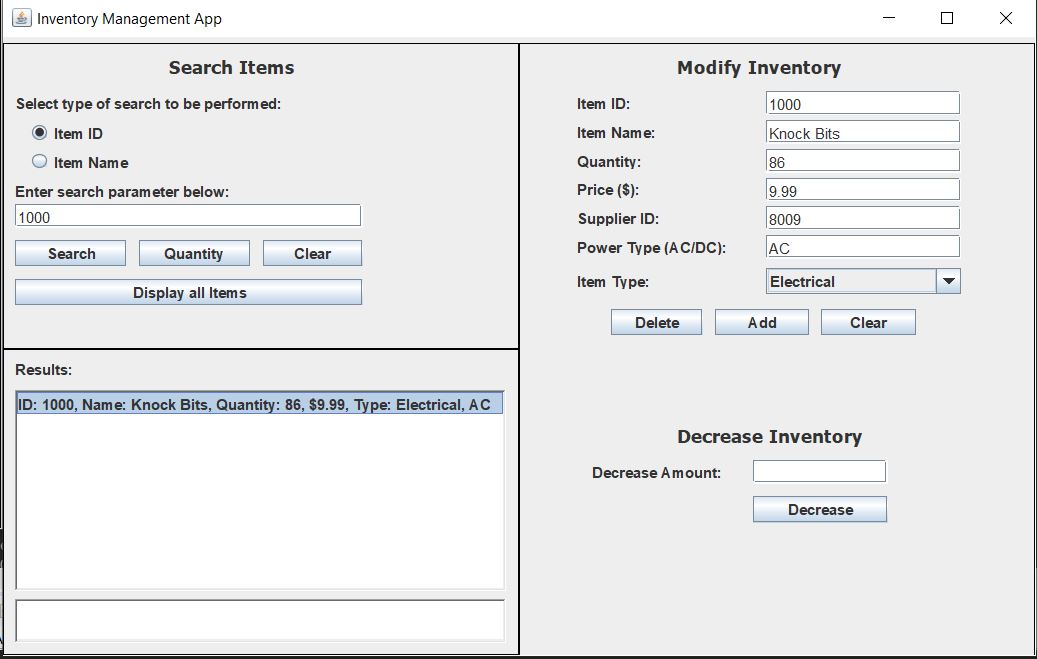 Inventory Management App
Search Items
Select type of search to be performed:
Item ID
Item Name
Enter search parameter below:
1000
Search Quantity Clear
Display all Items
Results:
ID: 1000, Name: Knock Bits, Quantity: 86, $9.99, Type: Electrical, AC
Modify Inventory
Item ID: 1000
Item Name: Knock Bits
Quantity: 86
Price ($): 9.99
Supplier ID: 8009
Power Type (AC/DC): AC
Item Type: Electrical
Delete Add Clear
Decrease Inventory
Decrease Amount:
Decrease